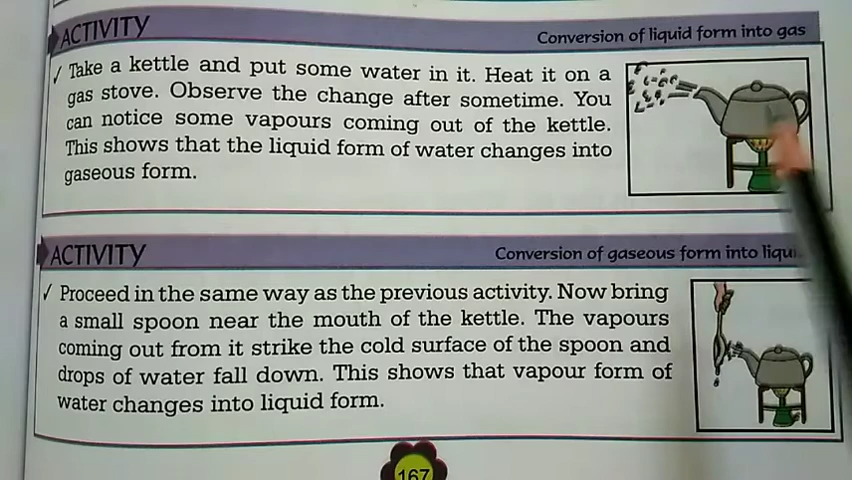 ACTIVITY
Conversion of liquid form into gas
✓ Take a kettle and put some water in it. Heat it on a
gas stove. Observe the change after sometime. You
can notice some vapours coming out of the kettle.
This shows that the liquid form of water changes into
gaseous form.
ACTIVITY
Conversion of gaseous form into
✓ Proceed in the same way as the previous activity. Now bring
a small spoon near the mouth of the kettle. The vapours
coming out from it strike the cold surface of the spoon and
drops of water fall down. This shows that vapour form of
water changes into liquid form.
167